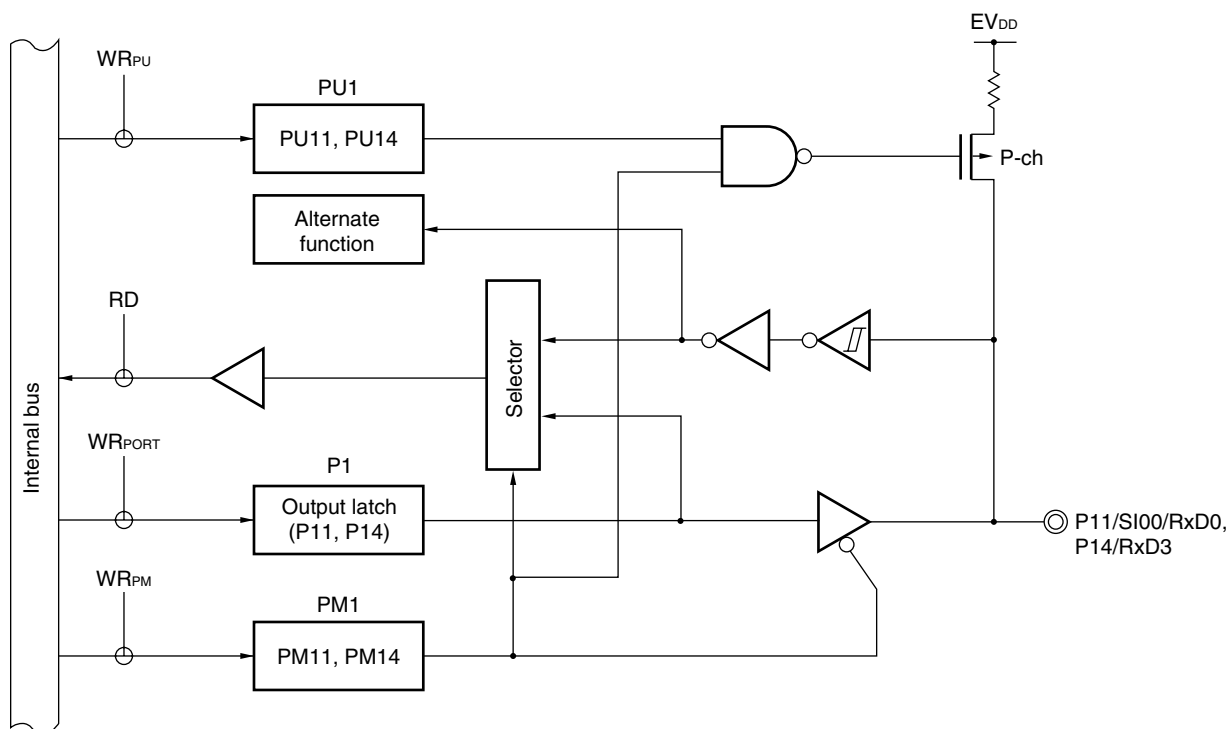 EVDD
WRPU
PU1
PU11, PU14
P-ch
Alternate
function
RD
Selector
Internal bus
WRPORT
P1
Output latch
(P11, P14)
P11/SI00/RxD0,
P14/RxD3
WRPM
PM1
PM11, PM14